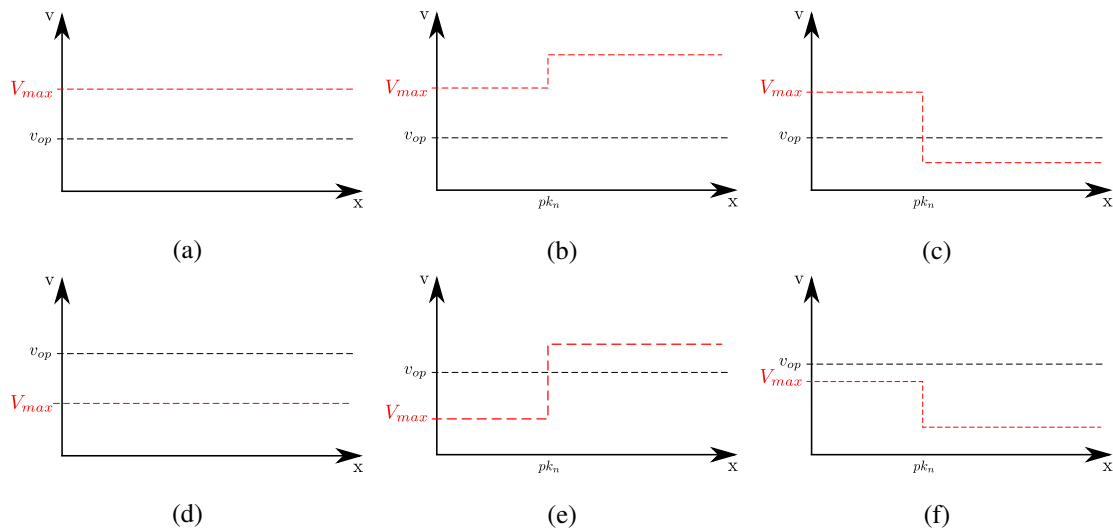 v
V_max
v_op
x
(a)
v
V_max
v_op
pk_n
x
(b)
v
V_max
v_op
pk_n
x
(c)
v
v_op
V_max
x
(d)
v
v_op
V_max
pk_n
x
(e)
v
v_op
V_max
pk_n
x
(f)